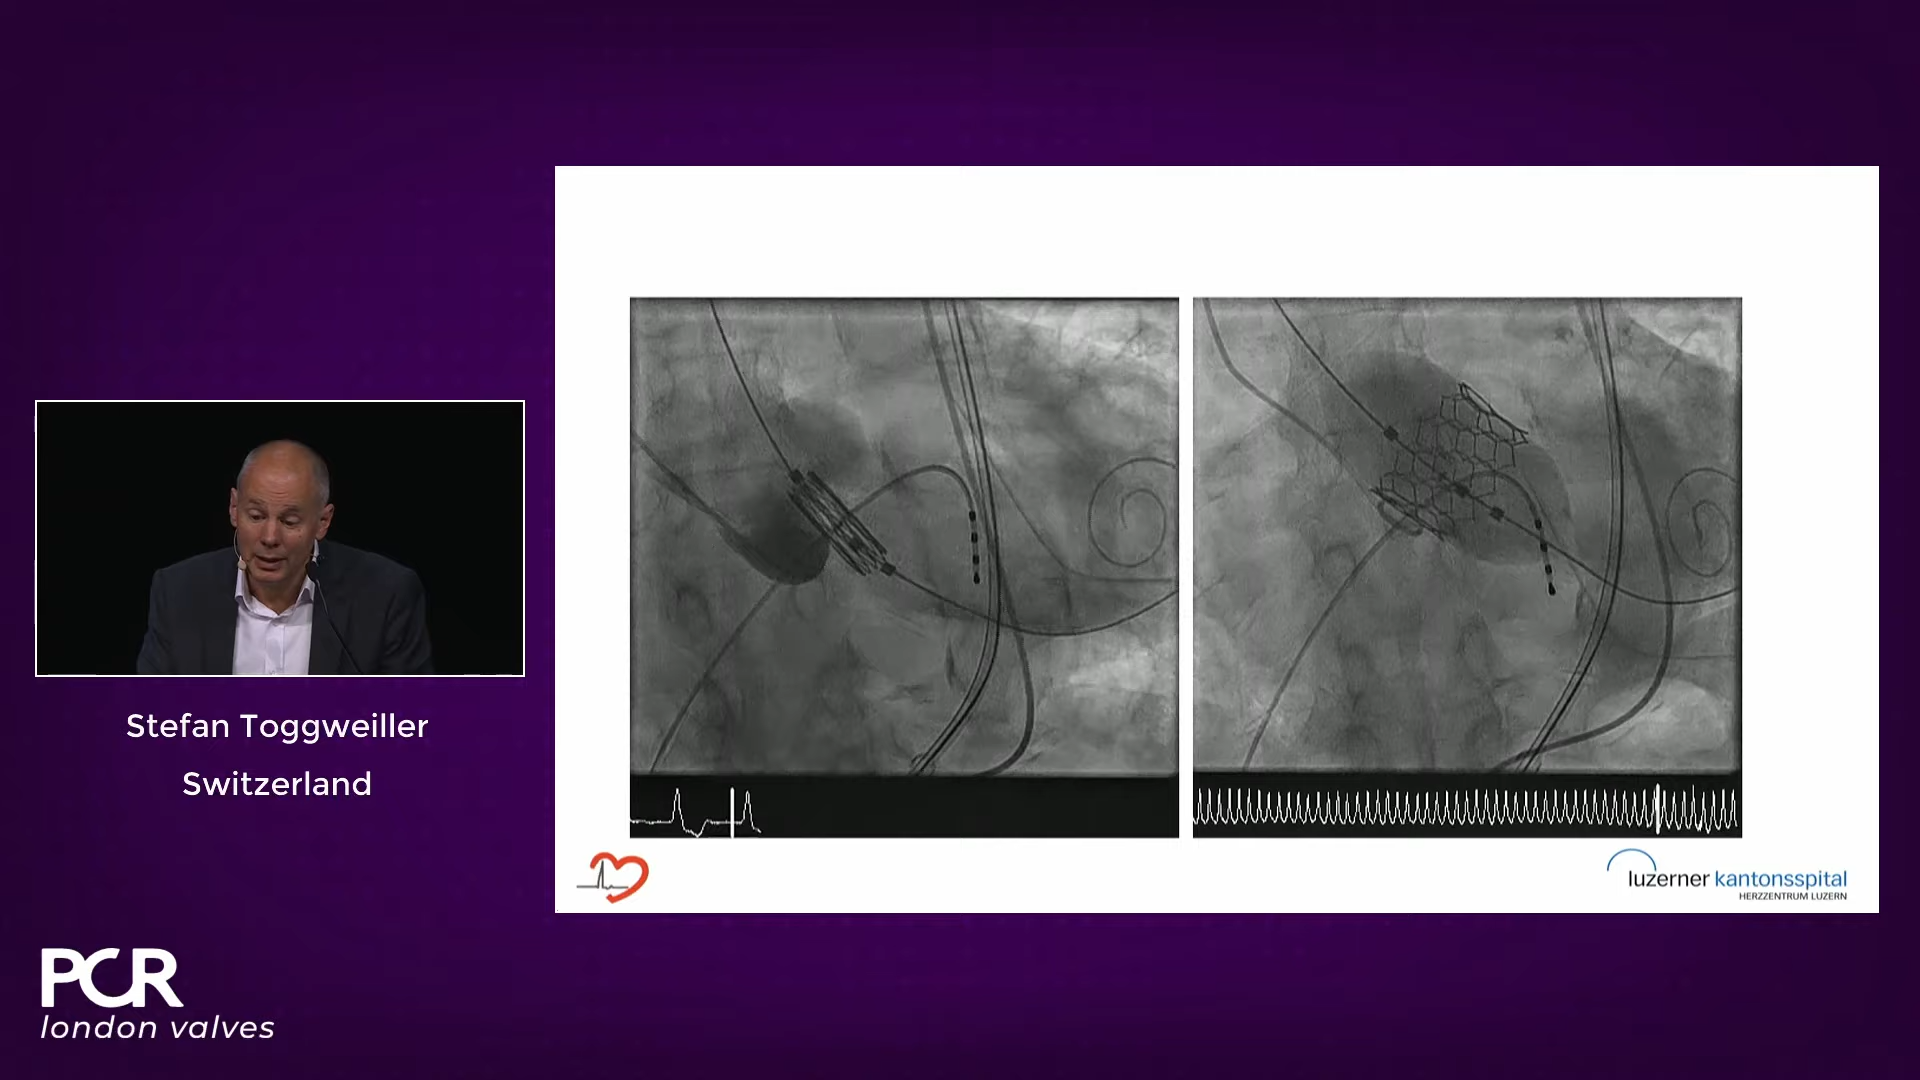 Stefan Toggweiller
Switzerland
PCR
london valves
luzerner kantonsspital
HERZZENTRUM LUZERN